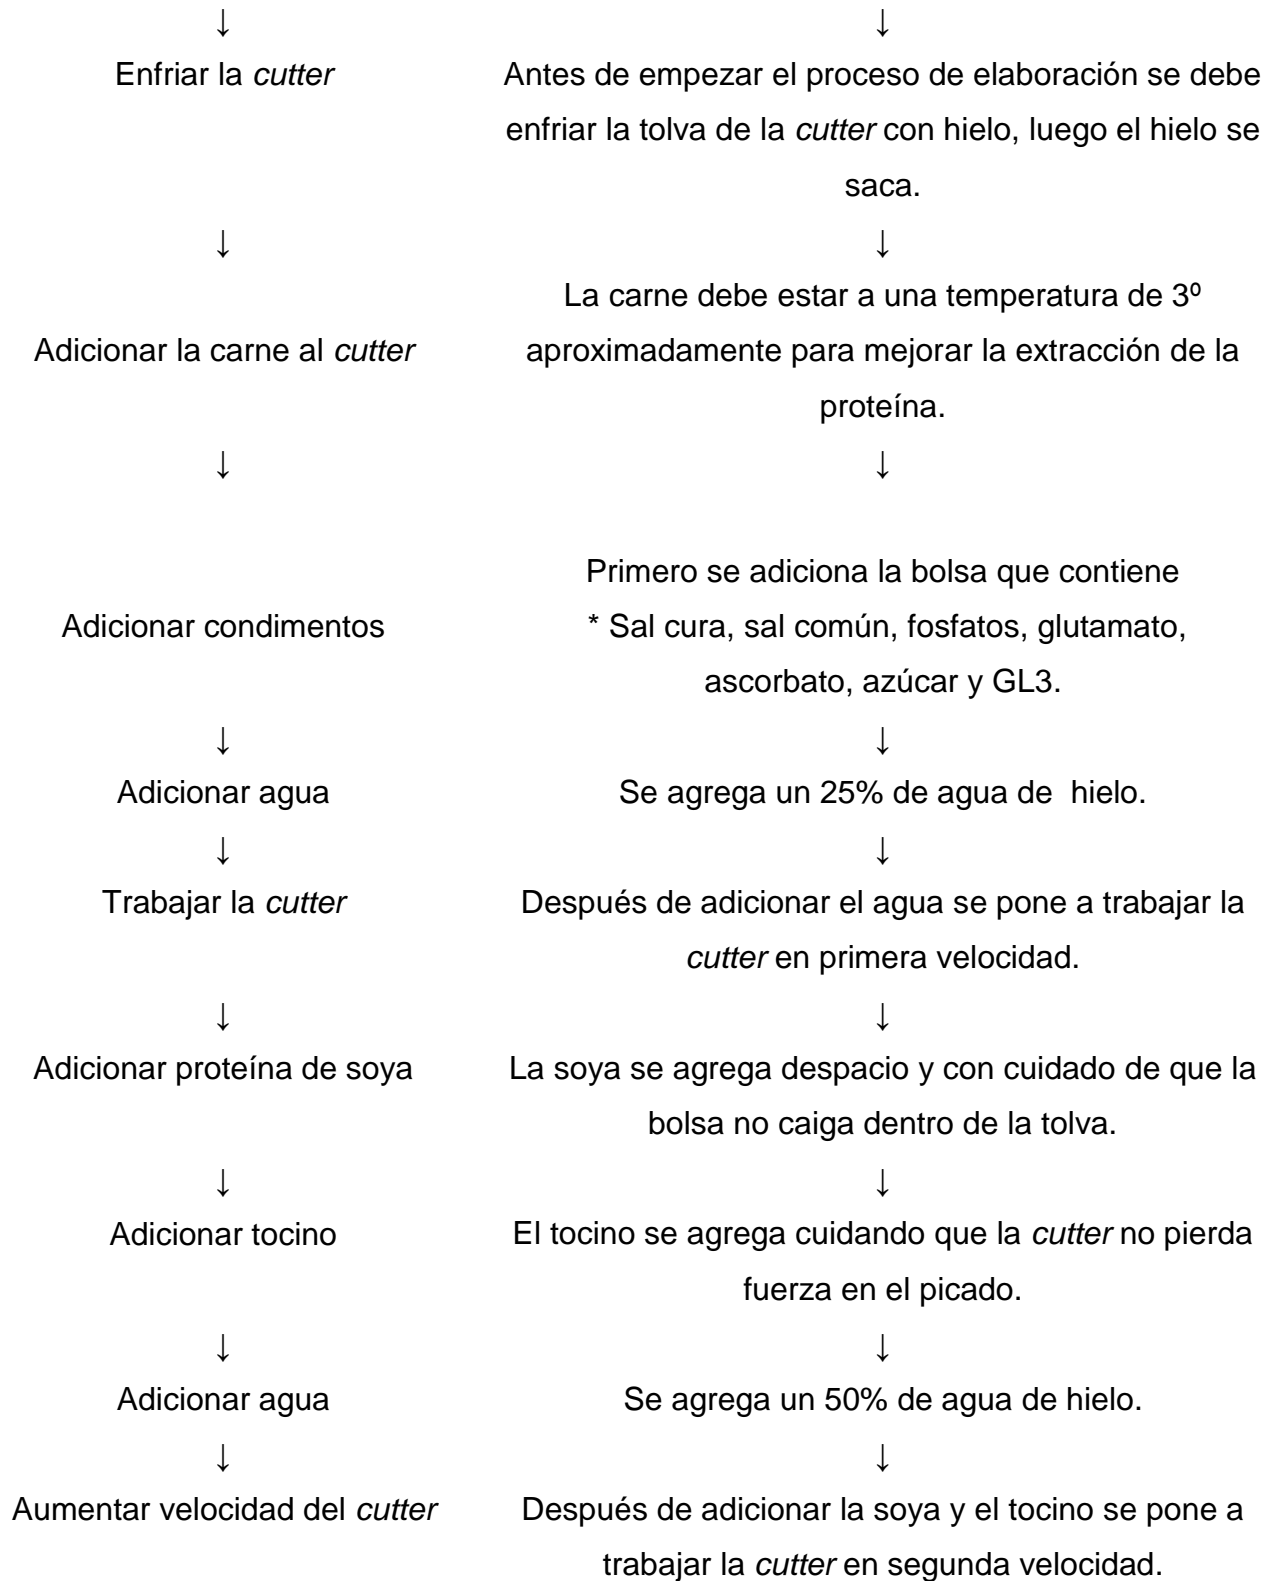 ↓ ↓
Enfriar la cutter Antes de empezar el proceso de elaboración se debe
enfriar la tolva de la cutter con hielo, luego el hielo se
saca.
↓ ↓
La carne debe estar a una temperatura de 3º
Adicionar la carne al cutter aproximadamente para mejorar la extracción de la
proteína.
↓ ↓
Primero se adiciona la bolsa que contiene
Adicionar condimentos * Sal cura, sal común, fosfatos, glutamato,
ascorbato, azúcar y GL3.
↓ ↓
Adicionar agua Se agrega un 25% de agua de  hielo.
↓ ↓
Trabajar la cutter Después de adicionar el agua se pone a trabajar la
cutter en primera velocidad.
↓ ↓
Adicionar proteína de soya La soya se agrega despacio y con cuidado de que la
bolsa no caiga dentro de la tolva.
↓ ↓
Adicionar tocino El tocino se agrega cuidando que la cutter no pierda
fuerza en el picado.
↓ ↓
Adicionar agua Se agrega un 50% de agua de hielo.
↓ ↓
Aumentar velocidad del cutter Después de adicionar la soya y el tocino se pone a
trabajar la cutter en segunda velocidad.